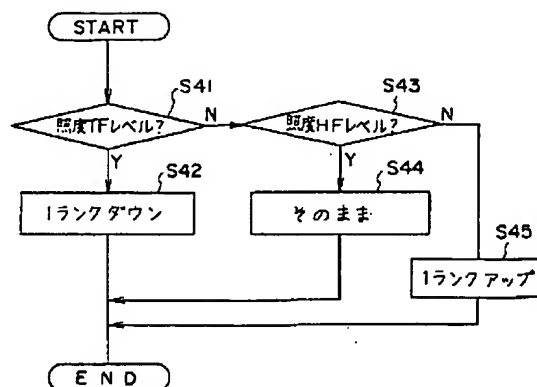 START
S41
照度TFレベル?
N
S43
照度HFレベル?
N
Y
S42
1ランクダウン
Y
S44
そのまま
S45
1ランクアップ
END